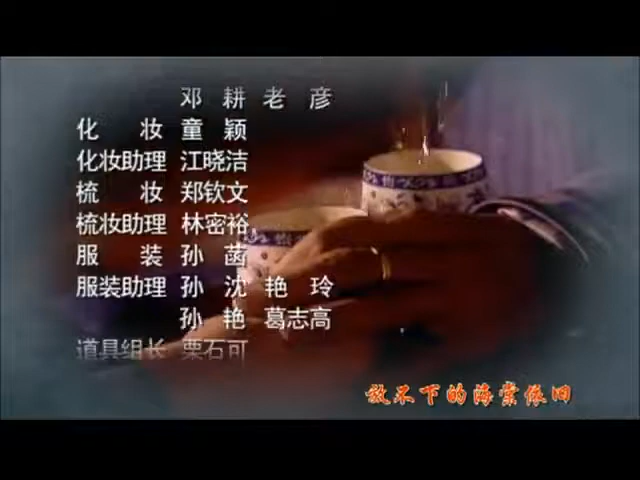 邓 耕 老 彦
化 妆 童 颖
化妆助理 江晓洁
梳 妆 郑钦文
梳妆助理 林密裕
服 装 孙 菡
服装助理 孙 沈 艳 玲
孙 艳 葛志高
道具组长 栗石可
放不下的海棠依旧